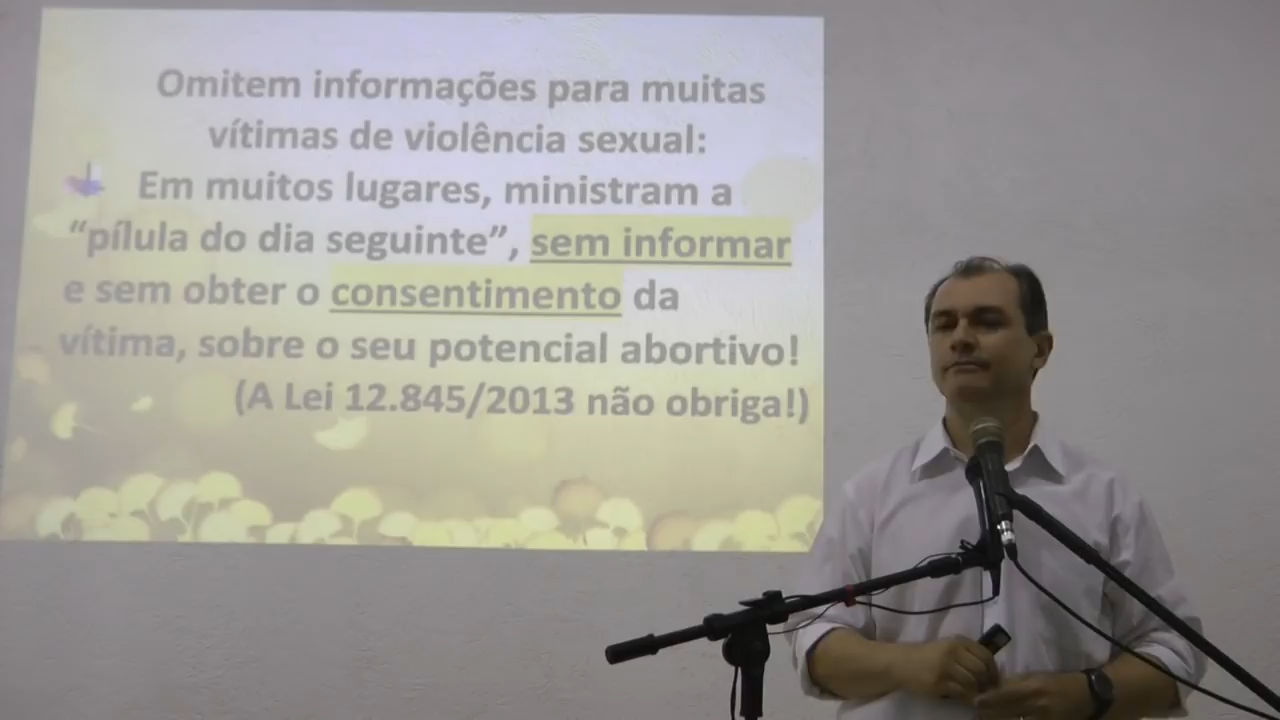 Omitem informações para muitas
vítimas de violência sexual:
Em muitos lugares, ministram a
“pílula do dia seguinte”, sem informar
e sem obter o consentimento da
vítima, sobre o seu potencial abortivo!
(A Lei 12.845/2013 não obriga!)